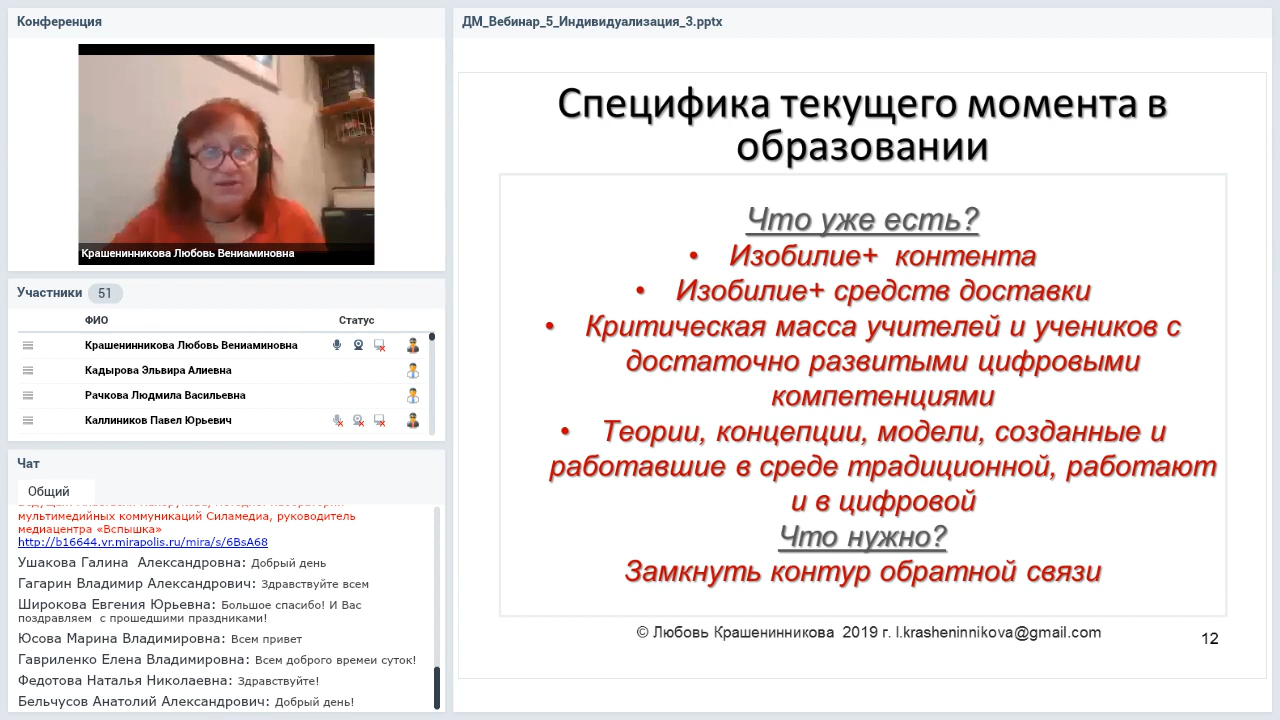 Конференция
Крашенинникова Любовь Вениаминовна
Участники 51
ФИО Статус
Крашенинникова Любовь Вениаминовна
Кадырова Эльвира Алиевна
Рачкова Людмила Васильевна
Каллиников Павел Юрьевич
Чат
Общий
мультимедийных коммуникаций Силамедиа, руководитель
медиацентра «Вспышка»
http://b16644.vr.mirapolis.ru/mira/s/6BsA68
Ушакова Галина Александровна: Добрый день
Гагарин Владимир Александрович: Здравствуйте всем
Широкова Евгения Юрьевна: Большое спасибо! И Вас
поздравляем с прошедшими праздниками!
Юсова Марина Владимировна: Всем привет
Гавриленко Елена Владимировна: Всем доброго времеи суток!
Федотова Наталья Николаевна: Здравствуйте!
Бельчусов Анатолий Александрович: Добрый день!
ДМ_Вебинар_5_Индивидуализация_3.pptx
Специфика текущего момента в
образовании
Что уже есть?
• Изобилие+ контента
• Изобилие+ средств доставки
• Критическая масса учителей и учеников с
достаточно развитыми цифровыми
компетенциями
• Теории, концепции, модели, созданные и
работавшие в среде традиционной, работают
и в цифровой
Что нужно?
Замкнуть контур обратной связи
© Любовь Крашенинникова 2019 г. l.krasheninnikova@gmail.com
12